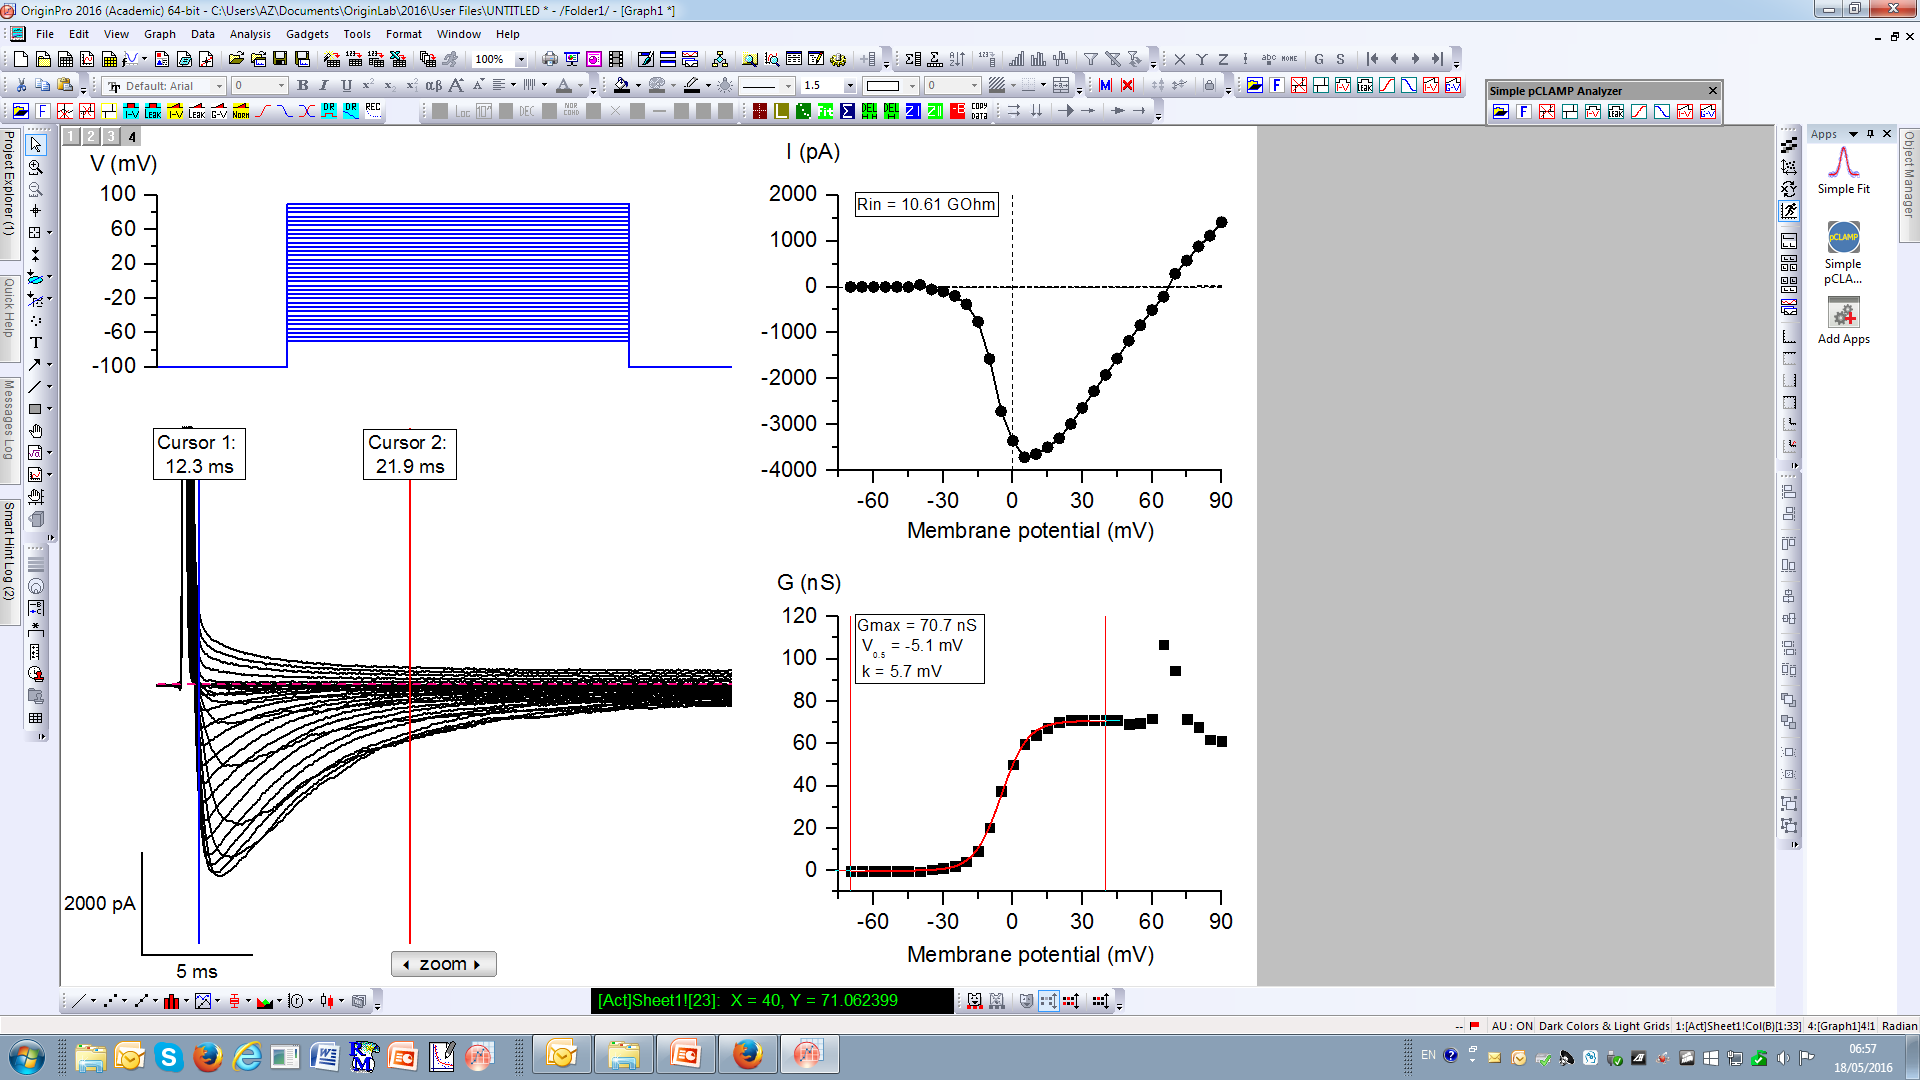 OriginPro 2016 (Academic) 64-bit - C:\Users\AZ\Documents\OriginLab\2016\User Files\UNTITLED * - /Folder1/ - [Graph1 *]
File Edit View Graph Data Analysis Gadgets Tools Format Window Help
100%
Default: Arial 0 B I U αβ A 1.5 0
Simple pCLAMP Analyzer
1 2 3 4
Project Explorer (1)
Quick Help
Messages Log
Smart Hint Log (2)
V (mV)
100
60
20
-20
-60
-100
Cursor 1:
12.3 ms
Cursor 2:
21.9 ms
2000 pA
5 ms
zoom
I (pA)
Rin = 10.61 GOhm
2000
1000
0
-1000
-2000
-3000
-4000
-60 -30 0 30 60 90
Membrane potential (mV)
G (nS)
Gmax = 70.7 nS
V0.5 = -5.1 mV
k = 5.7 mV
120
100
80
60
40
20
0
-60 -30 0 30 60 90
Membrane potential (mV)
Apps
Simple Fit
Simple
pCLA...
Add Apps
Object Manager
[Act]Sheet1![23]: X = 40, Y = 71.062399
-- AU : ON Dark Colors & Light Grids 1:[Act]Sheet1!Col(B)[1:33] 4:[Graph1]4!1 Radian
EN
06:57
18/05/2016